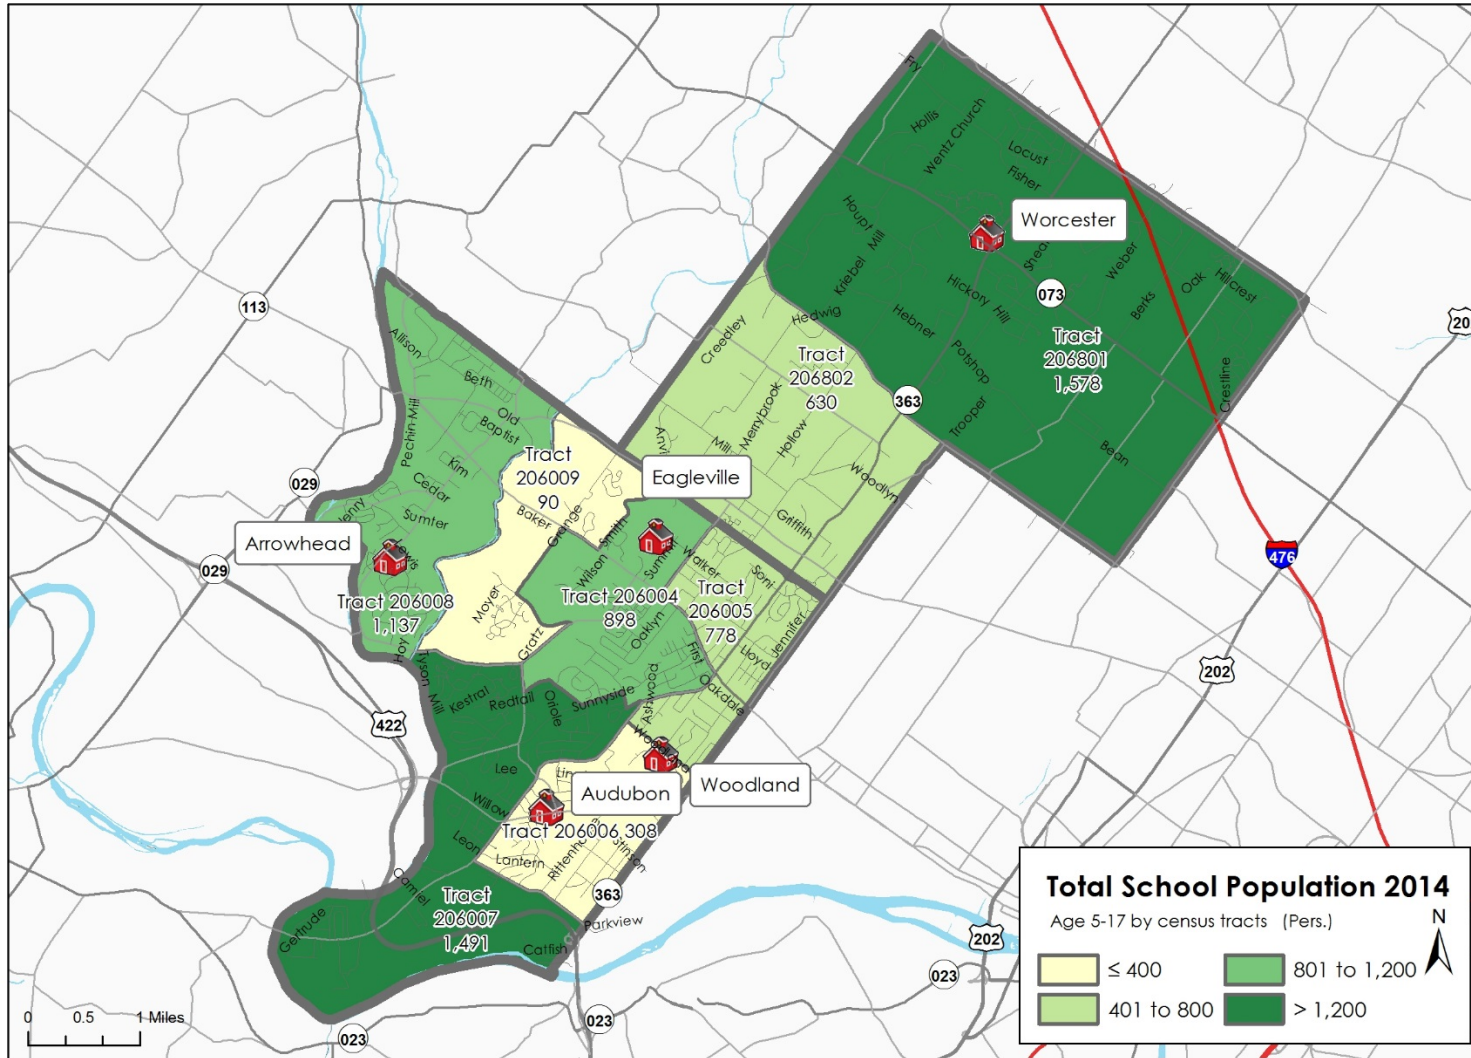 Fry
Hollis
Wentz Church
Locust
Fisher
Worcester
Houpt
Mill
Kriebel
Weber
Oak
Hillcrest
Berks
073
Hickory
Hill
113
Hedwig
Hebner
Creedley
Potshop
Tract
206801
1,578
202
Allison
Beth
Tract
206802
630
363
Trooper
Crestline
Old
Baptist
Merrybrook
Hollow
Mill
Bean
Pechin Mill
Kim
Cedar
Sumter
Tract
206009
90
Eagleville
Woodlyn
029
Baker
Grange
Smith
Griffith
Arrowhead
Wilson
Walker
Soni
476
029
Tract 206008
1,137
Moyer
Tract 206004
898
Tract
206005
778
Oaklyn
Jennifer
Hoy
Gratz
First
Lloyd
Tyson
Mill
Kestral
Redtail
Oriole
Sunnyside
Ashwood
Oakdale
202
422
Lee
Audubon
Woodland
Willow
Tract 206006 308
Leon
Lantern
Stinson
Camiel
363
Parkview
Tract
206007
1,491
Gertrude
Catfish
202
023
023
023
0 0.5 1 Miles
Total School Population 2014
Age 5-17 by census tracts (Pers.)
N
≤ 400
801 to 1,200
401 to 800
> 1,200